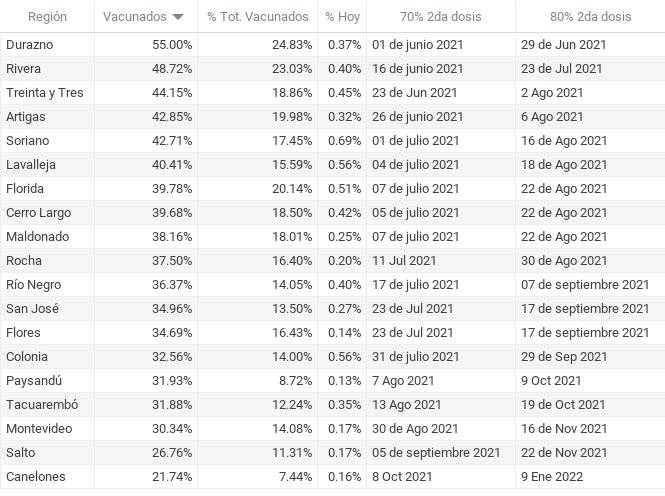 Región Vacunados % Tot. Vacunados % Hoy 70% 2da dosis 80% 2da dosis
Durazno 55.00% 24.83% 0.37% 01 de junio 2021 29 de Jun 2021
Rivera 48.72% 23.03% 0.40% 16 de junio 2021 23 de Jul 2021
Treinta y Tres 44.15% 18.86% 0.45% 23 de Jun 2021 2 Ago 2021
Artigas 42.85% 19.98% 0.32% 26 de junio 2021 6 Ago 2021
Soriano 42.71% 17.45% 0.69% 01 de julio 2021 16 de Ago 2021
Lavalleja 40.41% 15.59% 0.56% 04 de julio 2021 18 de Ago 2021
Florida 39.78% 20.14% 0.51% 07 de julio 2021 22 de Ago 2021
Cerro Largo 39.68% 18.50% 0.42% 05 de julio 2021 22 de Ago 2021
Maldonado 38.16% 18.01% 0.25% 07 de julio 2021 22 de Ago 2021
Rocha 37.50% 16.40% 0.20% 11 Jul 2021 30 de Ago 2021
Río Negro 36.37% 14.05% 0.40% 17 de julio 2021 07 de septiembre 2021
San José 34.96% 13.50% 0.27% 23 de Jul 2021 17 de septiembre 2021
Flores 34.69% 16.43% 0.14% 23 de Jul 2021 17 de septiembre 2021
Colonia 32.56% 14.00% 0.56% 31 de julio 2021 29 de Sep 2021
Paysandú 31.93% 8.72% 0.13% 7 Ago 2021 9 Oct 2021
Tacuarembó 31.88% 12.24% 0.35% 13 Ago 2021 19 de Oct 2021
Montevideo 30.34% 14.08% 0.17% 30 de Ago 2021 16 de Nov 2021
Salto 26.76% 11.31% 0.17% 05 de septiembre 2021 22 de Nov 2021
Canelones 21.74% 7.44% 0.16% 8 Oct 2021 9 Ene 2022